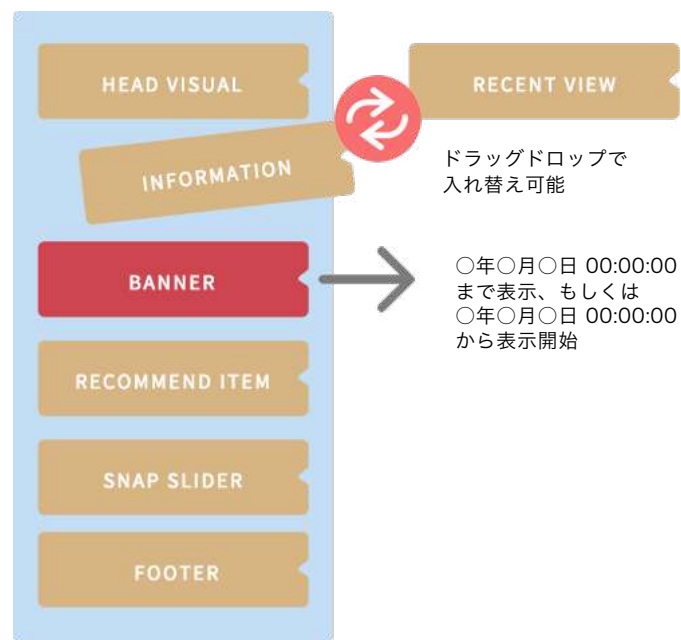 HEAD VISUAL
RECENT VIEW
INFORMATION
ドラッグドロップで
入れ替え可能
BANNER
○年○月○日 00:00:00
まで表示、もしくは
○年○月○日 00:00:00
から表示開始
RECOMMEND ITEM
SNAP SLIDER
FOOTER